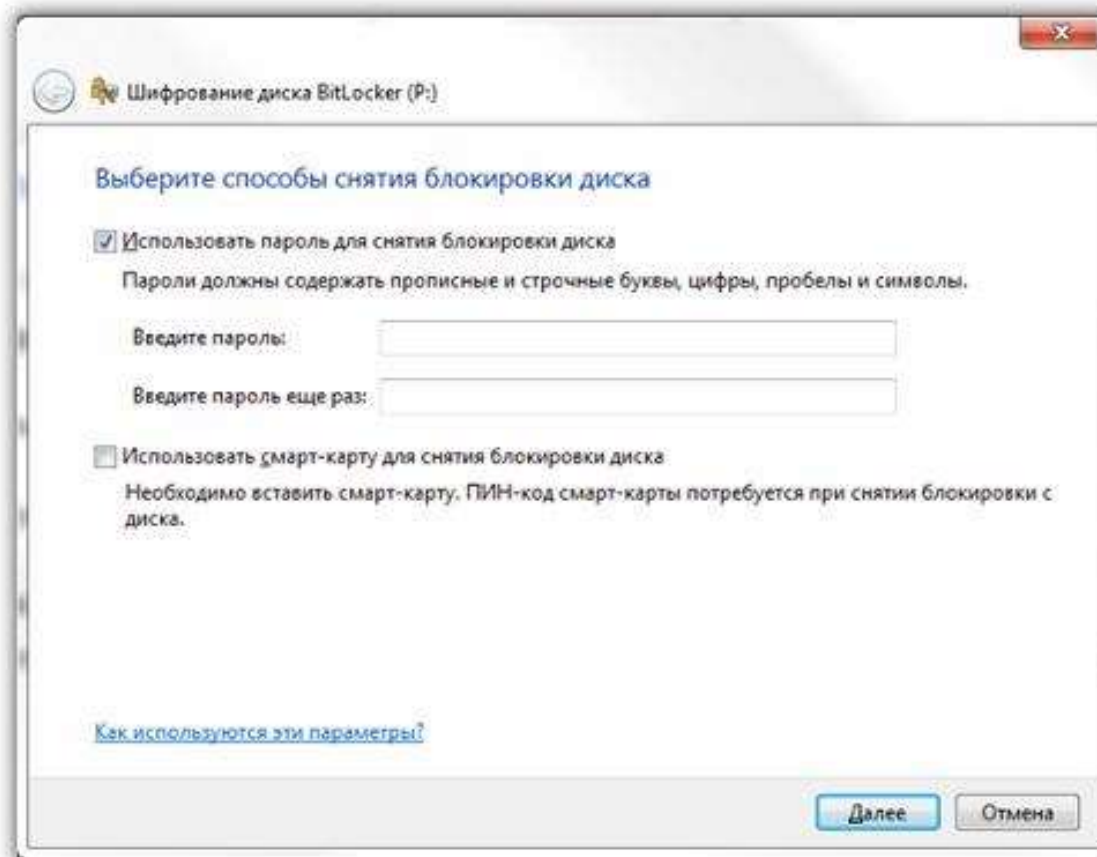 Шифрование диска BitLocker (P:)
Выберите способы снятия блокировки диска
Использовать пароль для снятия блокировки диска
Пароли должны содержать прописные и строчные буквы, цифры, пробелы и символы.
Введите пароль:
Введите пароль еще раз:
Использовать смарт-карту для снятия блокировки диска
Необходимо вставить смарт-карту. ПИН-код смарт-карты потребуется при снятии блокировки с
диска.
Как используются эти параметры?
Далее Отмена